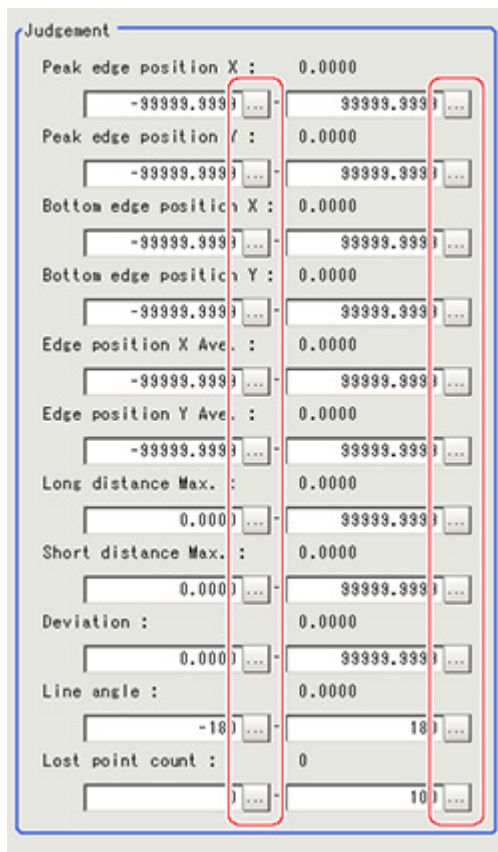 Judgement
Peak edge position X : 0.0000
-99999.9999 ... - 99999.9999 ...
Peak edge position Y : 0.0000
-99999.9999 ... - 99999.9999 ...
Bottom edge position X : 0.0000
-99999.9999 ... - 99999.9999 ...
Bottom edge position Y : 0.0000
-99999.9999 ... - 99999.9999 ...
Edge position X Ave. : 0.0000
-99999.9999 ... - 99999.9999 ...
Edge position Y Ave. : 0.0000
-99999.9999 ... - 99999.9999 ...
Long distance Max. : 0.0000
0.0000 ... - 99999.9999 ...
Short distance Max. : 0.0000
0.0000 ... - 99999.9999 ...
Deviation : 0.0000
0.0000 ... - 99999.9999 ...
Line angle : 0.0000
-180 ... - 180 ...
Lost point count : 0
0 ... - 100 ...